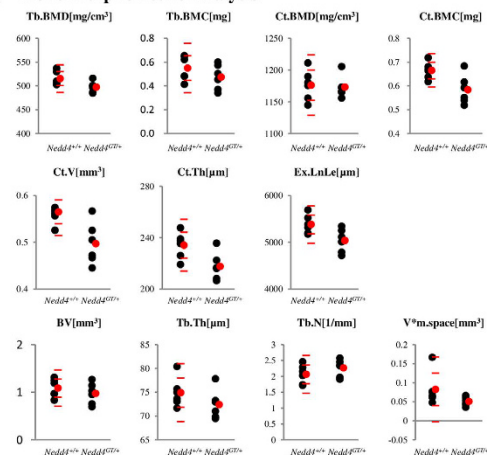 Tb.BMD[mg/cm³] Tb.BMC[mg] Ct.BMD[mg/cm³] Ct.BMC[mg]
600 0.8 1250 0.8
550 0.6 1200 0.7
500 0.4 1150 0.6
450 0.2 0.5
400 0.0 1100 0.4
Nedd4+/+ Nedd4GT/+ Nedd4+/+ Nedd4GT/+ Nedd4+/+ Nedd4GT/+ Nedd4+/+ Nedd4GT/+
Ct.V[mm³] Ct.Th[µm] Ex.LnLe[µm]
0.6 280 6000
0.5 240 5000
0.4 200 4000
Nedd4+/+ Nedd4GT/+ Nedd4+/+ Nedd4GT/+ Nedd4+/+ Nedd4GT/+
BV[mm³] Tb.Th[µm] Tb.N[1/mm] V*m.space[mm³]
2 85 3 0.2
80 2.5 0.15
1 75 2 0.1
70 1.5 0.05
1 0
0.5
0 65 0 -0.05
Nedd4+/+ Nedd4GT/+ Nedd4+/+ Nedd4GT/+ Nedd4+/+ Nedd4GT/+ Nedd4+/+ Nedd4GT/+